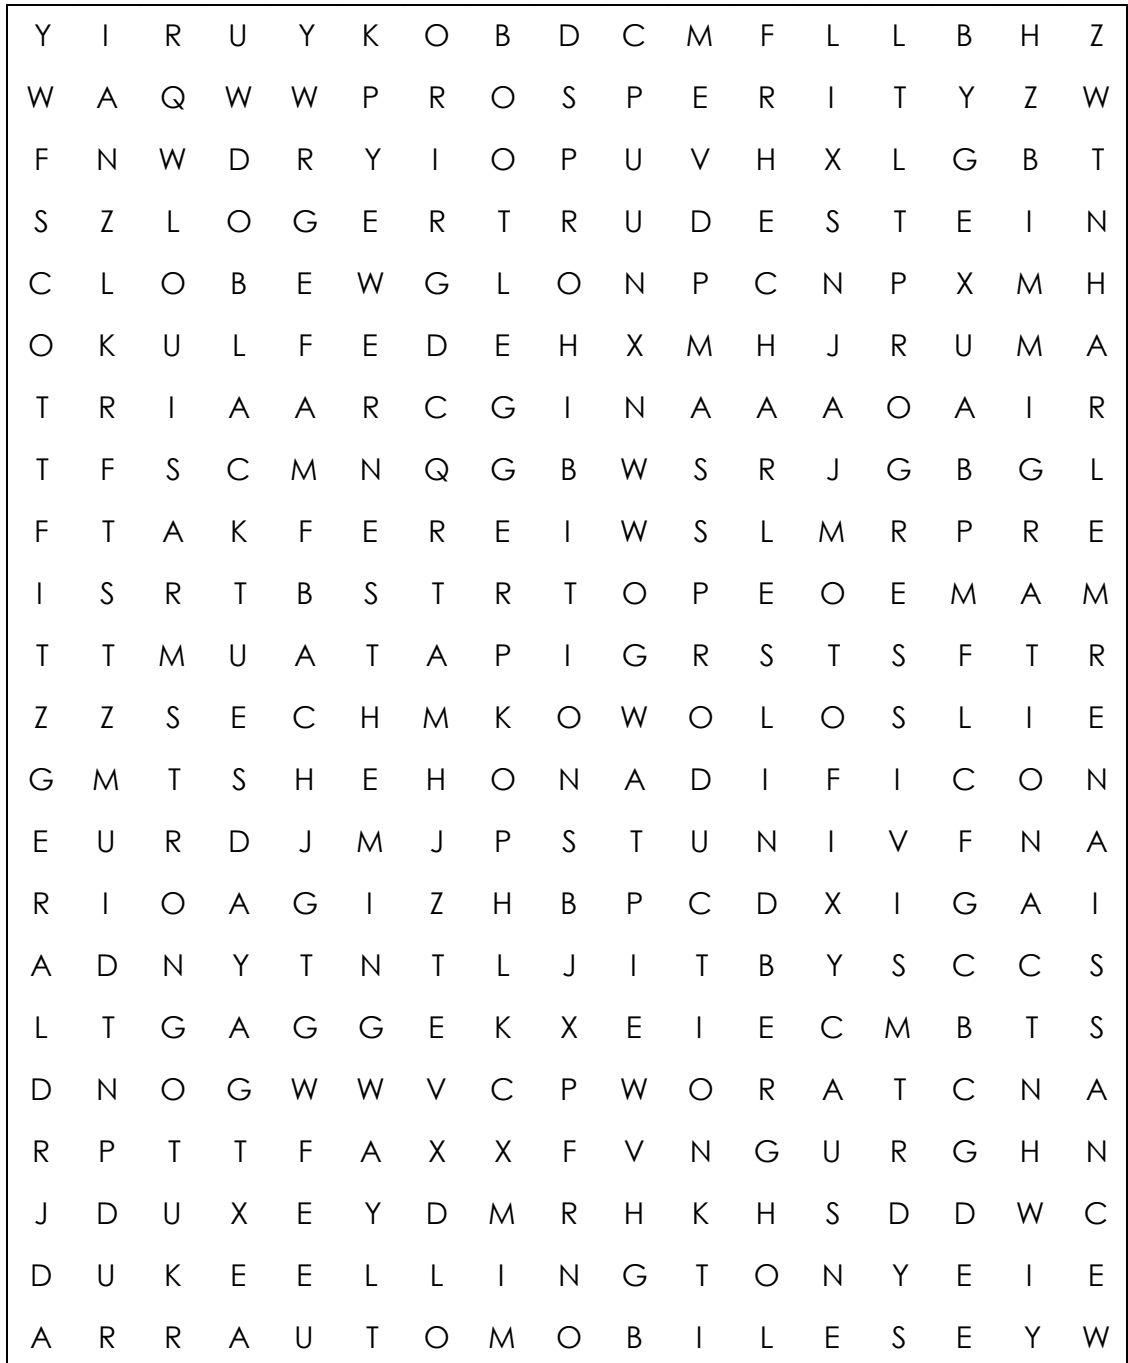 Y I R U Y K O B D C M F L L B H Z
W A Q W W P R O S P E R I T Y Z W
F N W D R Y I O P U V H X L G B T
S Z L O G E R T R U D E S T E I N
C L O B E W G L O N P C N P X M H
O K U L F E D E H X M H J R U M A
T R I A A R C G I N A A A O A I R
T F S C M N Q G B W S R J G B G L
F T A K F E R E I W S L M R P R E
I S R T B S T R T O P E O E M A M
T T M U A T A P I G R S T S F T R
Z Z S E C H M K O W O L O S L I E
G M T S H E H O N A D I F I C O N
E U R D J M J P S T U N I V F N A
R I O A G I Z H B P C D X I G A I
A D N Y T N T L J I T B Y S C C S
L T G A G G E K X E I E C M B T S
D N O G W W V C P W O R A T C N A
R P T T F A X X F V N G U R G H N
J D U X E Y D M R H K H S D D W C
D U K E E L L I N G T O N Y E I E
A R R A U T O M O B I L E S E Y W